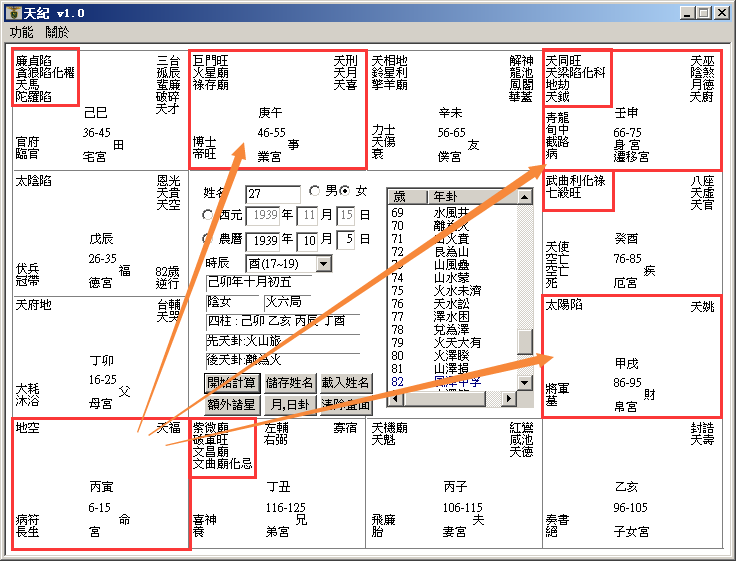 天紀 v1.0
功能 關於
廉貞陷
貪狼陷化權
天馬
陀羅陷
三台
孤辰
蜚廉
破碎
天才
己巳
36-45
官府
臨官
田
宅宮
巨門旺
火星廟
祿存廟
天刑
天月
天喜
庚午
46-55
博士
帝旺
事
業宮
天相地
鈴星利
擎羊廟
解神
龍池
鳳閣
華蓋
辛未
56-65
力士
天傷
衰
友
僕宮
天同旺
天梁陷化科
地劫
天鉞
天巫
陰煞
月德
天廚
青龍
旬中
截路
病
壬申
66-75
身宮
遷移宮
太陰陷
恩光
天貴
天空
戊辰
26-35
伏兵
冠帶
福
德宮
82歲
逆行
姓名 27 男 女
西元 1939 年 11 月 15 日
農曆 1939 年 10 月 5 日
時辰 酉(17~19)
己卯年十月初五
陰女 火六局
四柱 : 己卯 乙亥 丙辰 丁酉
先天卦:火山旅
後天卦:離為火
開始計算 儲存姓名 載入姓名
額外諸星 月,日卦 清除畫面
歲 年卦
69 水風井
70 離為火
71 山火賁
72 艮為山
73 山風蠱
74 山水蒙
75 火水未濟
76 天水訟
77 澤水困
78 兌為澤
79 火天大有
80 火澤睽
81 山澤損
82 風澤中孚
武曲利化祿
七殺旺
八座
天虛
天官
天使
空亡
空亡
死
癸酉
76-85
疾
厄宮
天府地
台輔
天哭
丁卯
16-25
大耗
沐浴
父
母宮
太陽陷
天姚
甲戌
86-95
將軍
墓
財
帛宮
地空
天福
丙寅
6-15
病符
長生
命
宮
紫微廟
破軍旺
文昌廟
文曲廟化忌
左輔
右弼
寡宿
丁丑
116-125
喜神
養
兄
弟宮
天機廟
天魁
紅鸞
咸池
天德
丙子
106-115
飛廉
胎
夫
妻宮
封誥
天壽
乙亥
96-105
奏書
絕
子女宮